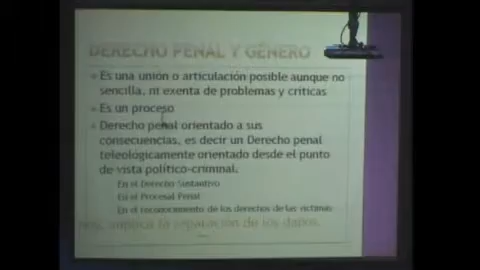 DERECHO PENAL Y GÉNERO
Es una unión o articulación posible aunque no
sencilla, ni exenta de problemas y críticas
Es un proceso
Derecho penal orientado a sus
consecuencias, es decir un Derecho penal
teleológicamente orientado desde el punto
de vista político-criminal.
En el Derecho Sustantivo
En el Procesal Penal
En el reconocimiento de los derechos de las víctimas
la reparación de los daños.